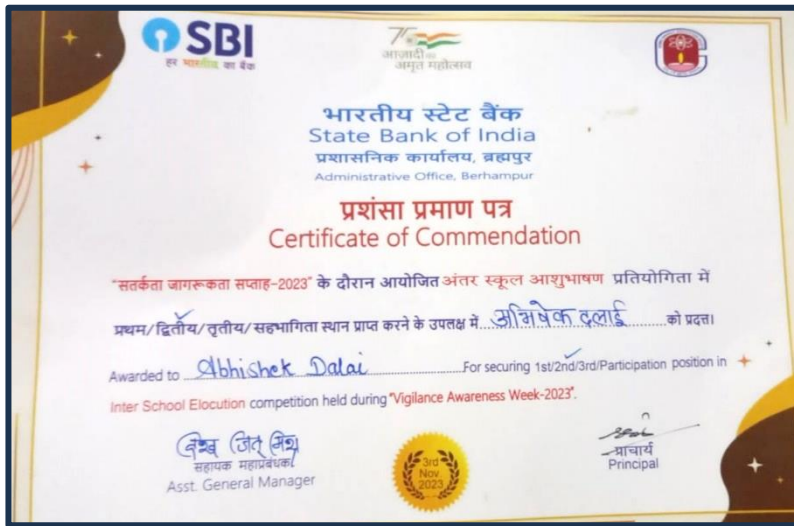 SBI
हर भारतीय का बैंक
आज़ादी का
अमृत महोत्सव
भारतीय स्टेट बैंक
State Bank of India
प्रशासनिक कार्यालय, ब्रह्मपुर
Administrative Office, Berhampur
प्रशंसा प्रमाण पत्र
Certificate of Commendation
"सतर्कता जागरूकता सप्ताह-2023" के दौरान आयोजित अंतर स्कूल आशुभाषण प्रतियोगिता में
प्रथम/द्वितीय/तृतीय/सहभागिता स्थान प्राप्त करने के उपलक्ष में अभिषेक दलाई को प्रदत्त।
Awarded to Abhishek Dalai For securing 1st/2nd/3rd/Participation position in
Inter School Elocution competition held during "Vigilance Awareness Week-2023".
सहायक महाप्रबंधक
Asst. General Manager
3rd
Nov.
2023
प्राचार्य
Principal